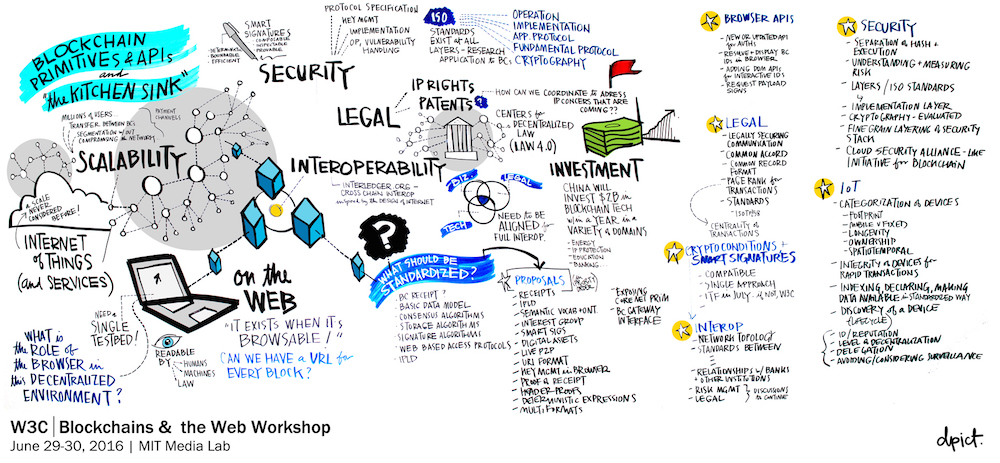 BLOCKCHAIN
PRIMITIVES & APIs
and
"the KITCHEN SINK"
SMART
SIGNATURES
- COMPOSABLE
- INSPECTABLE
- PROVABLE
- DETERMINISTIC
- BOUNDABLE
- EFFICIENT
PROTOCOL SPECIFICATION
KEY MGMT
IMPLEMENTATION
OP, VULNERABILITY
HANDLING
SECURITY
ISO
STANDARDS
EXIST @ ALL
LAYERS - RESEARCH
APPLICATION & BCs
OPERATION
IMPLEMENTATION
APP. PROTOCOL
FUNDAMENTAL PROTOCOL
CRYPTOGRAPHY
LEGAL
IP RIGHTS
PATENTS
HOW CAN WE COORDINATE to ADDRESS
IP CONCERS THAT ARE
COMING??
CENTERS for
DECENTRALIZED
LAW
(LAW 4.0)
MILLIONS of USERS
TRANSFER BETWEEN BCs
SEGMENTATION w/OUT
COMPROMISING the NETWORK
PAYMENT
CHANNELS
SCALABILITY
a SCALE
NEVER
CONSIDERED BEFORE!
INTERNET
of THINGS
(and SERVICES)
INTEROPERABILITY
- INTERLEDGER.ORG -
CROSS CHAIN INTEROP
inspired by the DESIGN OF INTERNET
BIZ.
LEGAL
TECH
NEED to BE
ALIGNED for
FULL INTEROP.
INVESTMENT
CHINA WILL
INVEST $2B in
BLOCKCHAIN TECH
w/in a YEAR in a
VARIETY of DOMAINS
- ENERGY
- IP PROTECTION
- EDUCATION
- BANKING
?
WHAT SHOULD BE
STANDARDIZED?
- BC RECEIPT?
- BASIC DATA MODEL
- CONSENSUS ALGORITHMS
- STORAGE ALGORITHMS
- SIGNATURE ALGORITHMS
- WEB BASED ACCESS PROTOCOLS
- IPLD
PROPOSALS
in
PRIORITY
ORDER
- RECEIPTS
- IPLD
- SEMANTIC VOCAB + ONT.
- INTEREST GROUP
- SMART SIGS
- DIGITAL ASSETS
- LIVE P2P
- URL FORMAT
- KEY MGMT in BROWSER
- PROOF of RECEIPT
- HEADER PROOFS
- DETERMINISTIC EXPRESSIONS
- MULTI FORMATS
- EXPOSING
CORE NET PRIM
- BC GATEWAY
INTERFACE
on the
WEB
"IT EXISTS WHEN IT's
BROWSABLE!"
CAN WE HAVE a URL for
EVERY BLOCK?
NEED a
SINGLE
TESTBED!
READABLE
BY
HUMANS
MACHINES
LAW
WHAT is
the ROLE of
the BROWSER in
this DECENTRALIZED
ENVIRONMENT?
BROWSER APIs
- NEW or UPDATED API
for AUTHs
- RESOLVE + DISPLAY BC
IDs in BROWSER
- ADDING DOM APIs
for INTERACTIVE IDs
- REQUEST PAYLOAD
SIGNS
LEGAL
- LEGALLY SECURING
COMMUNICATION
- COMMON ACCORD
- COMMON RECORD
FORMAT
- PAGE RANK for
TRANSACTIONS
- STANDARDS
CENTRALITY of
TRANSACTIONS
CRYPTOCONDITIONS +
SMART SIGNATURES
- COMPATIBLE
- SINGLE APPROACH
- ITF in JULY if NOT, W3C
INTEROP
- NETWORK TOPOLOGY
- STANDARDS BETWEEN
- RELATIONSHIPS w/ BANKS
+ OTHER INSTITUTIONS
- RISK MGMT
- LEGAL
DISCUSSIONS
to CONTINUE
SECURITY
- SEPARATION of HASH +
EXECUTION
- UNDERSTANDING + MEASURING
RISK
- LAYERS / ISO STANDARDS
- IMPLEMENTATION LAYER
- CRYPTOGRAPHY - EVALUATED
- FINE GRAIN LAYERING of SECURITY
STACK
- CLOUD SECURITY ALLIANCE - LIKE
INITIATIVE for BLOCKCHAIN
IoT
- CATEGORIZATION of DEVICES
- FOOTPRINT
- MOBILE v FIXED
- LONGEVITY
- OWNERSHIP
- SPATIOTEMPORAL
- INTEGRITY of DEVICES for
RAPID TRANSACTIONS
- INDEXING, DECLARING, MAKING
DATA AVAILABLE in STANDARDIZED WAY
- DISCOVERY of a DEVICE
(LIFECYCLE)
- ID / REPUTATION
- LEVEL of DECENTRALIZATION
- DELEGATION
- AVOIDING/CONSIDERING SURVEILLANCE
W3C | Blockchains & the Web Workshop
June 29-30, 2016 | MIT Media Lab
dpict.